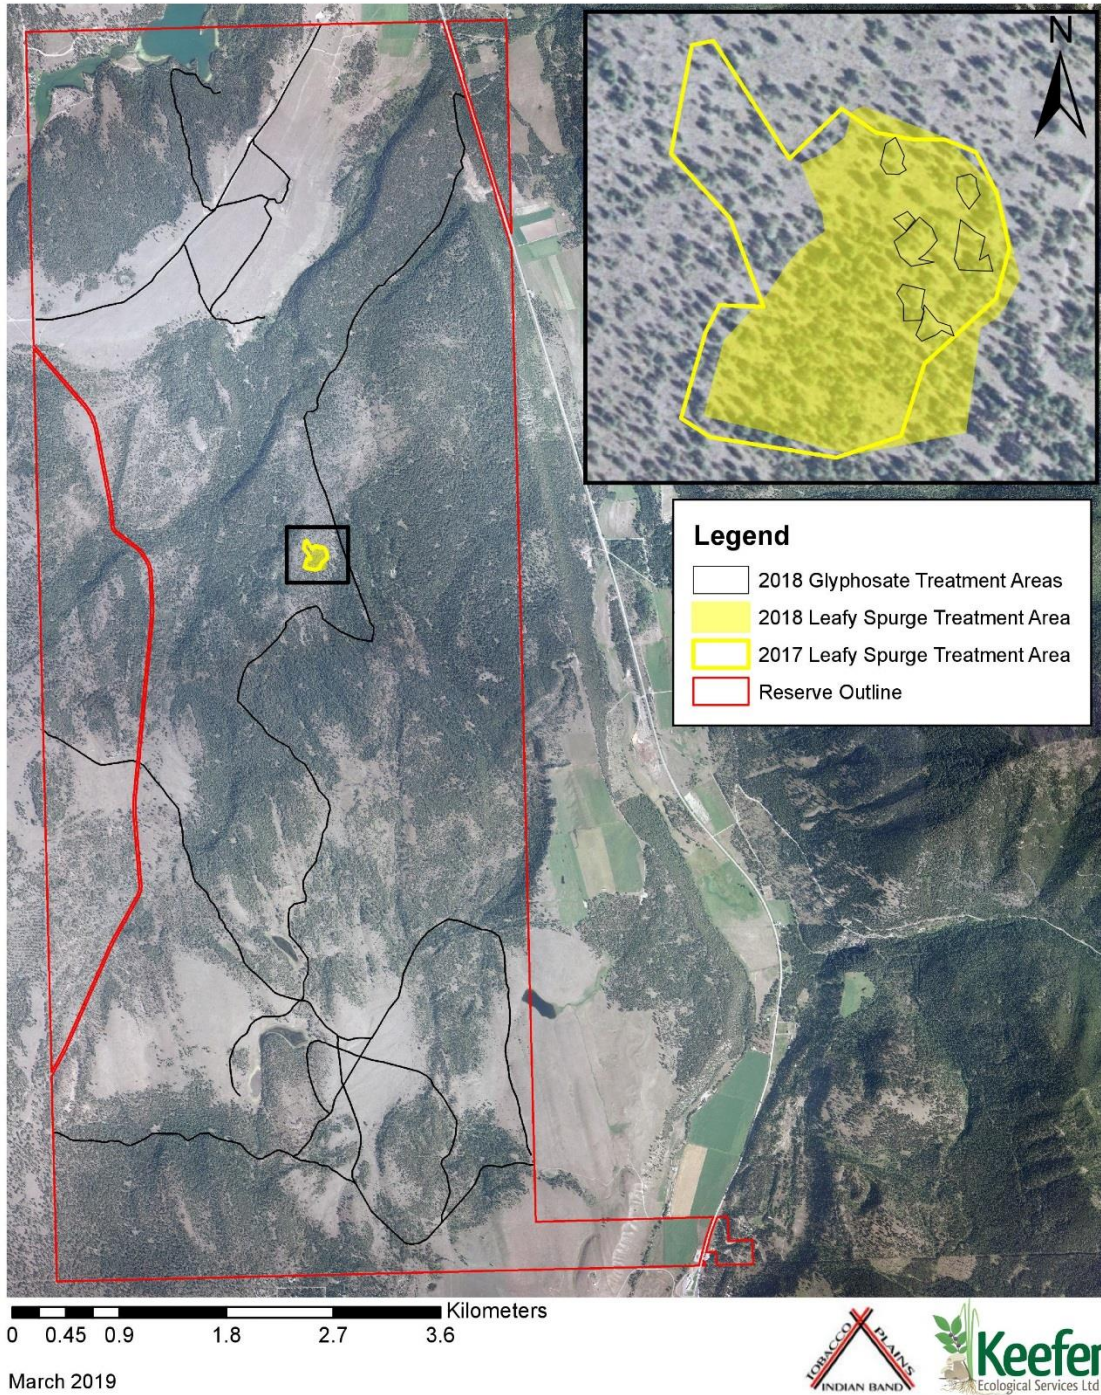 N
Legend
2018 Glyphosate Treatment Areas
2018 Leafy Spurge Treatment Area
2017 Leafy Spurge Treatment Area
Reserve Outline
Kilometers
0 0.45 0.9 1.8 2.7 3.6
March 2019
TOBACCO PLAINS
INDIAN BAND
Keefer
Ecological Services Ltd